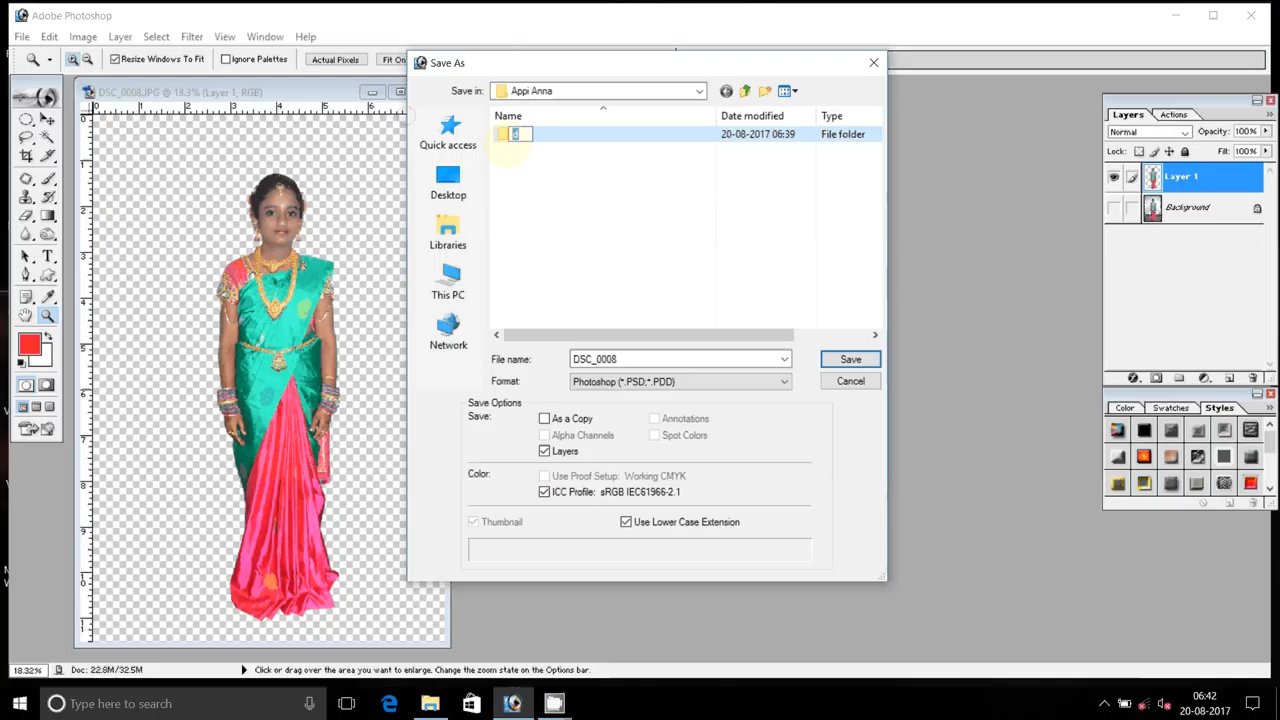 Adobe Photoshop
File Edit Image Layer Select Filter View Window Help
Resize Windows To Fit Ignore Palettes Actual Pixels Fit On
DSC_0008.JPG @ 18.3% (Layer 1, RGB)
Save As
Save in: Appi Anna
Name Date modified Type
20-08-2017 06:39 File folder
Quick access
Desktop
Libraries
This PC
Network
File name: DSC_0008 Save
Format: Photoshop (*.PSD;*.PDD) Cancel
Save Options
Save: As a Copy Annotations
Alpha Channels Spot Colors
Layers
Color: Use Proof Setup: Working CMYK
ICC Profile: sRGB IEC61966-2.1
Thumbnail Use Lower Case Extension
Layers Actions
Normal Opacity: 100%
Lock: Fill: 100%
Layer 1
Background
Color Swatches Styles
18.32% Doc: 22.8M/32.5M Click or drag over the area you want to enlarge. Change the zoom state on the Options bar.
Type here to search
06:42
20-08-2017